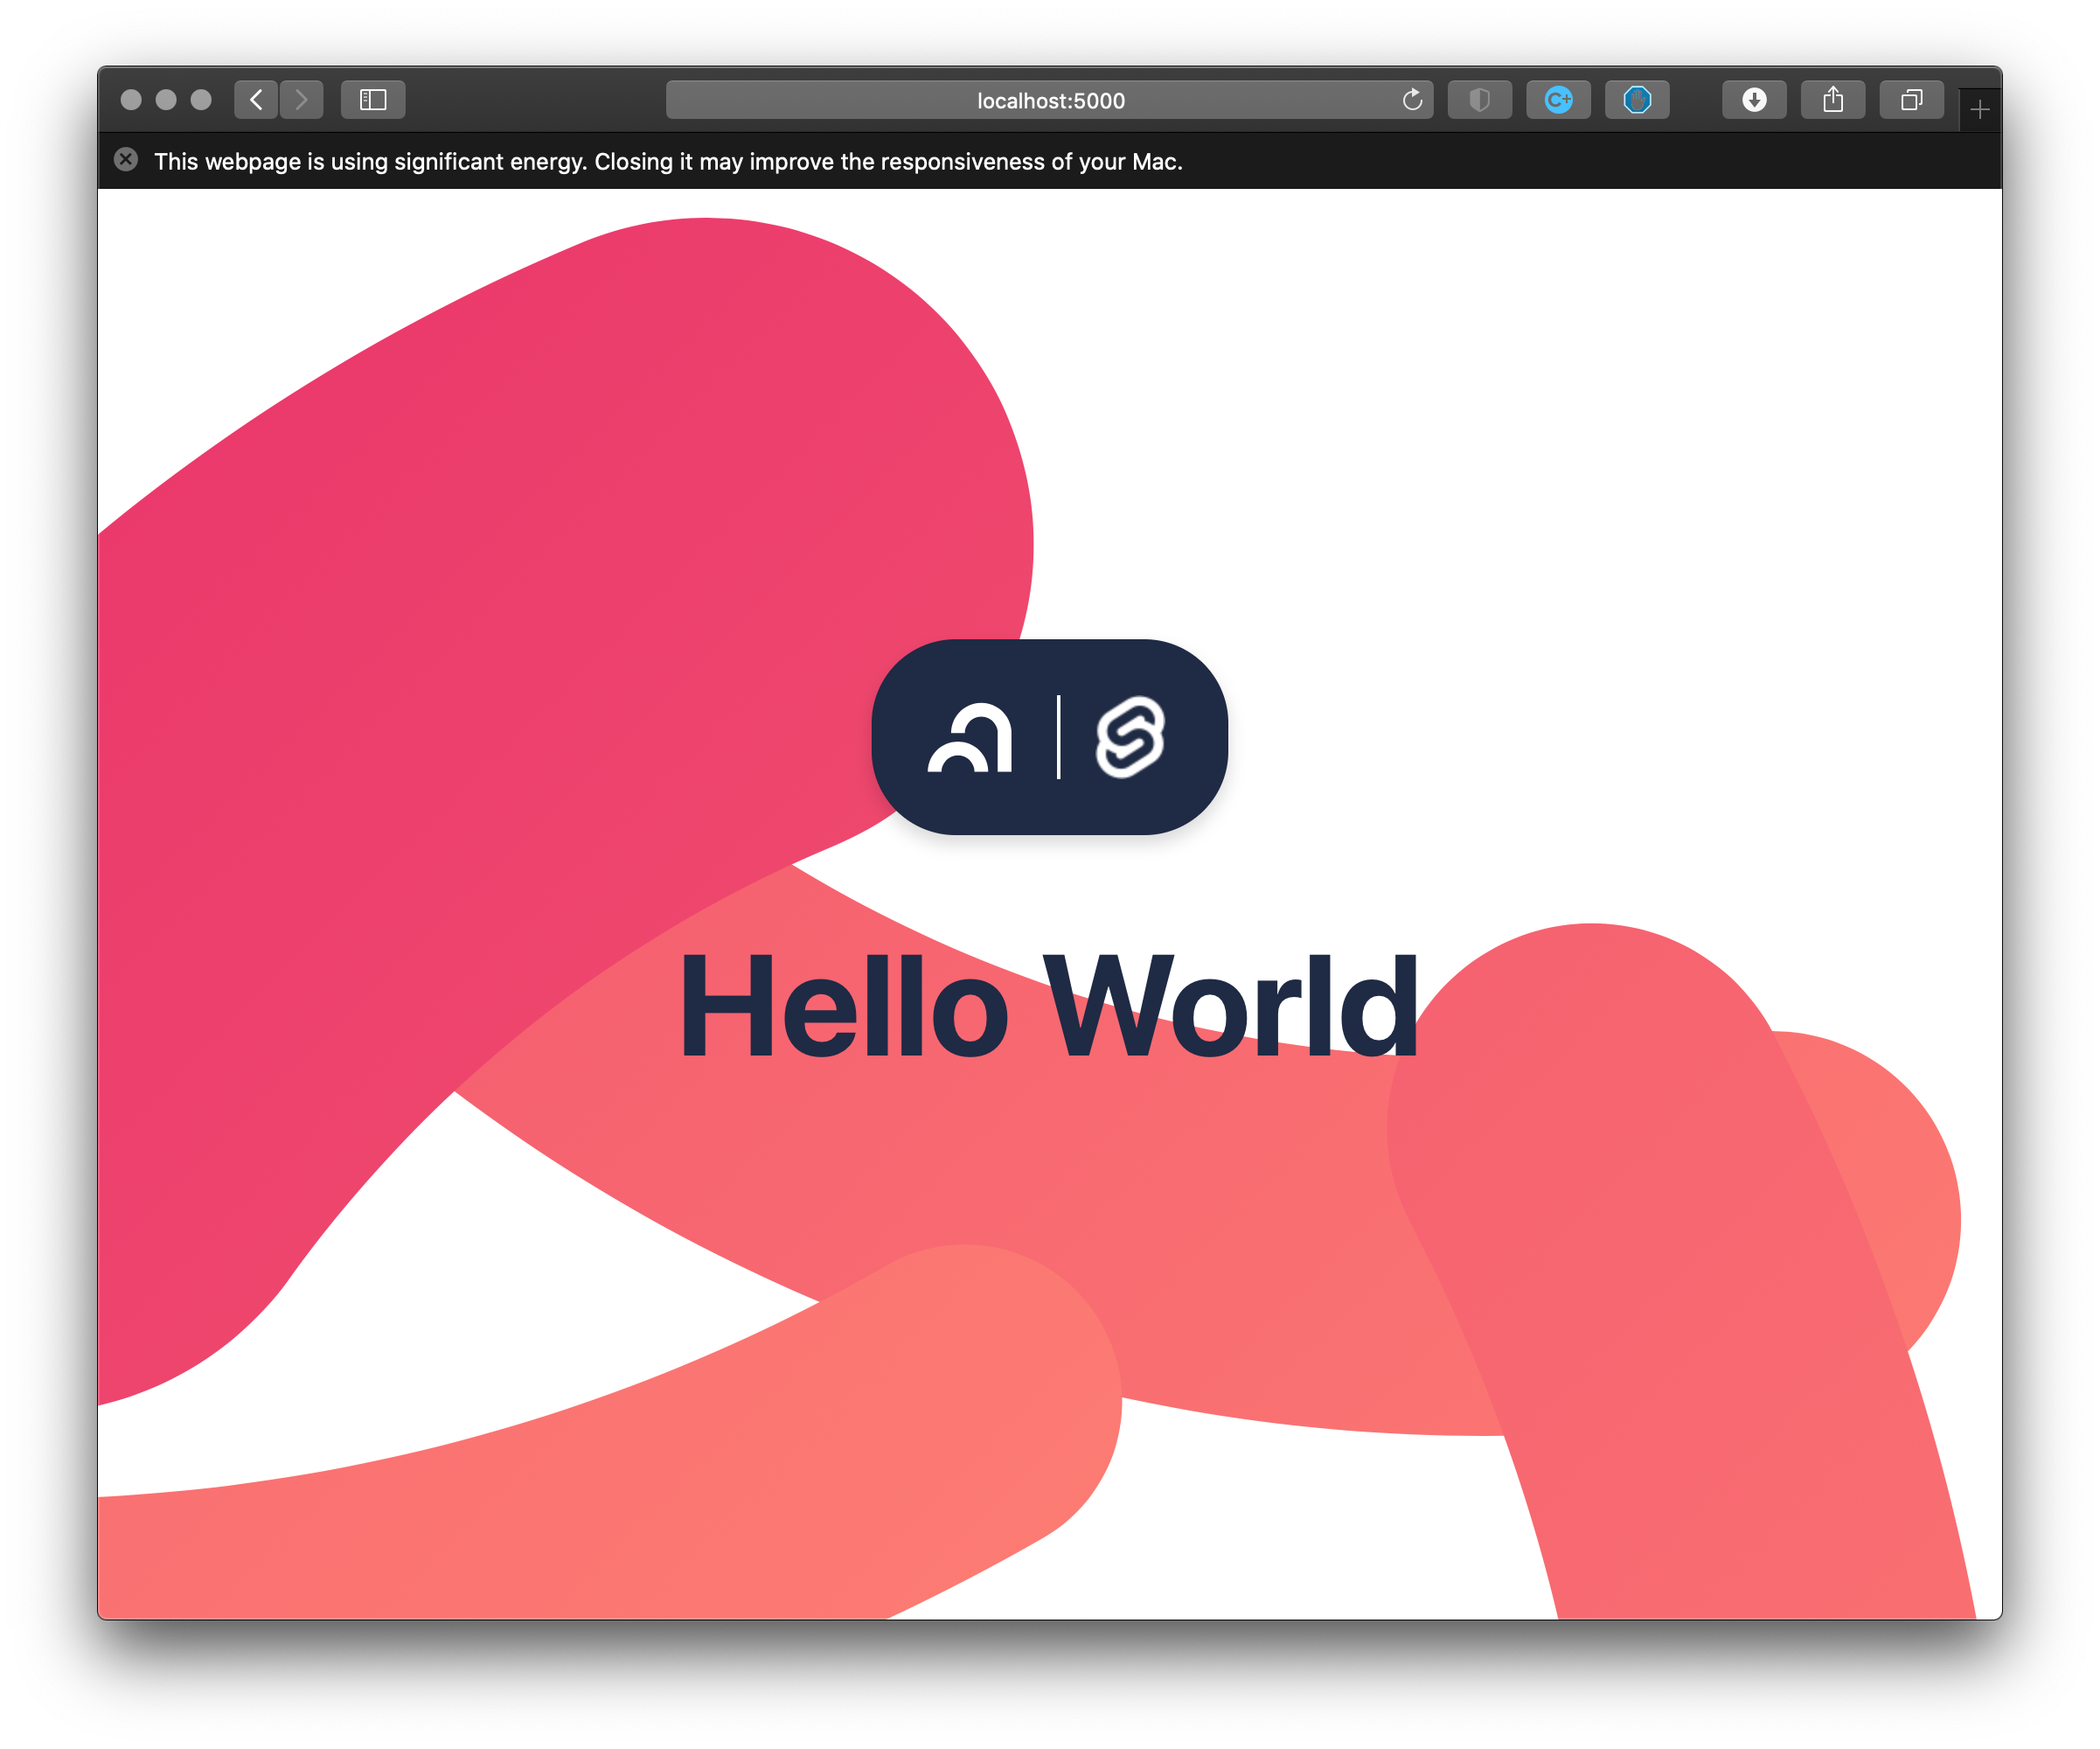 localhost:5000
This webpage is using significant energy. Closing it may improve the responsiveness of your Mac.
Hello World